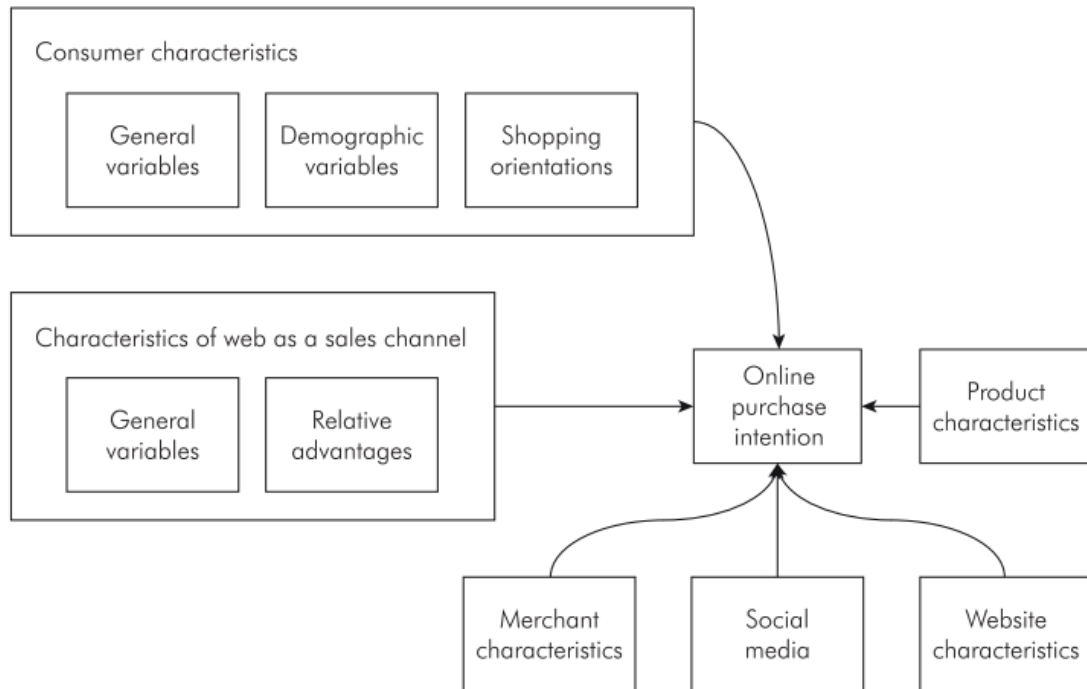 Consumer characteristics
General
variables
Demographic
variables
Shopping
orientations
Characteristics of web as a sales channel
General
variables
Relative
advantages
Online
purchase
intention
Product
characteristics
Merchant
characteristics
Social
media
Website
characteristics